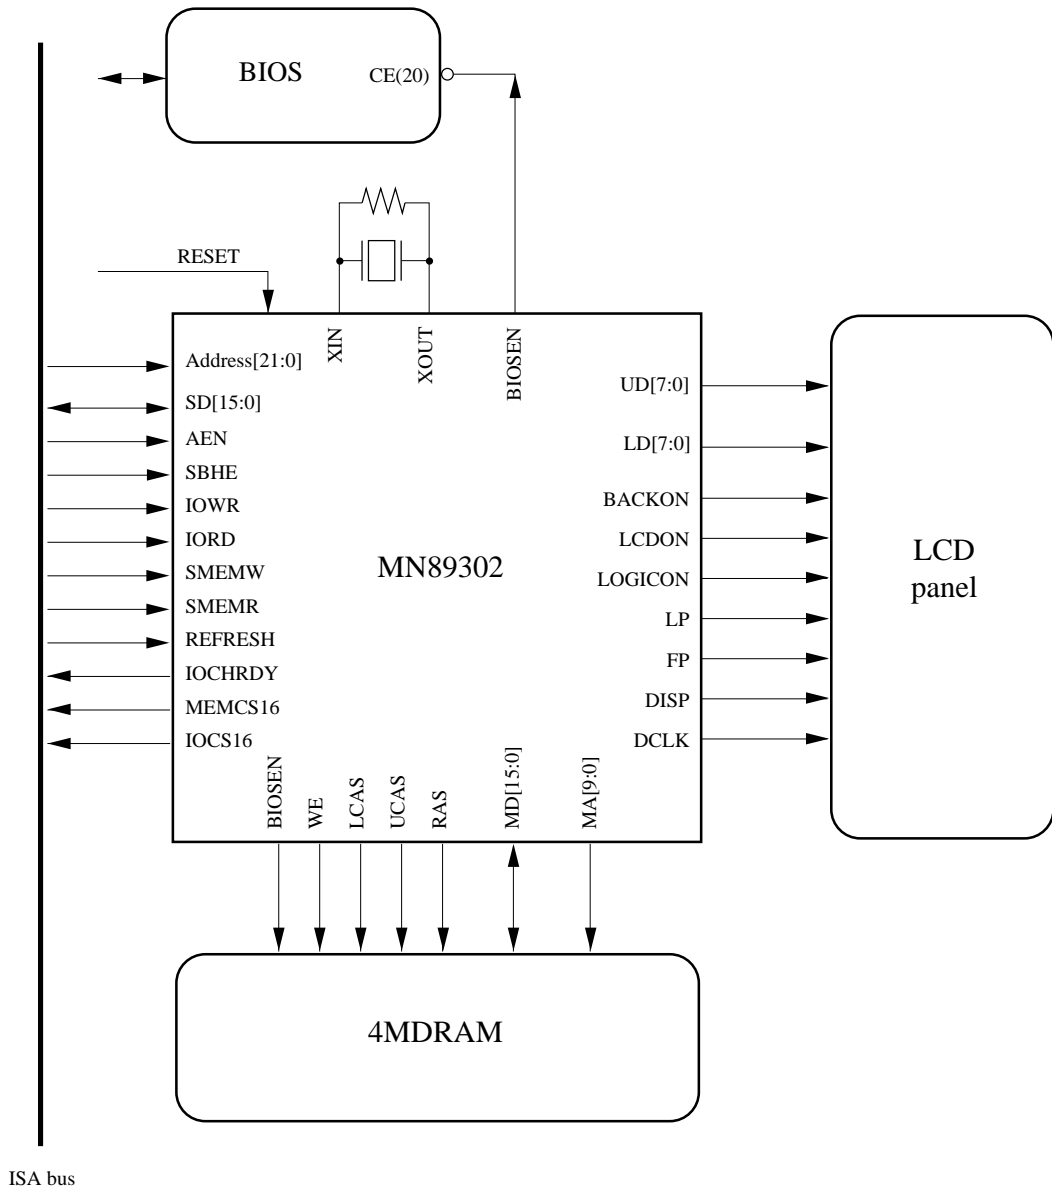 BIOS
CE(20)
RESET
XIN
XOUT
BIOSEN
Address[21:0]
SD[15:0]
AEN
SBHE
IOWR
IORD
SMEMW
SMEMR
REFRESH
IOCHRDY
MEMCS16
IOCS16
MN89302
UD[7:0]
LD[7:0]
BACKON
LCDON
LOGICON
LP
FP
DISP
DCLK
LCD
panel
BIOSEN
WE
LCAS
UCAS
RAS
MD[15:0]
MA[9:0]
4MDRAM
ISA bus